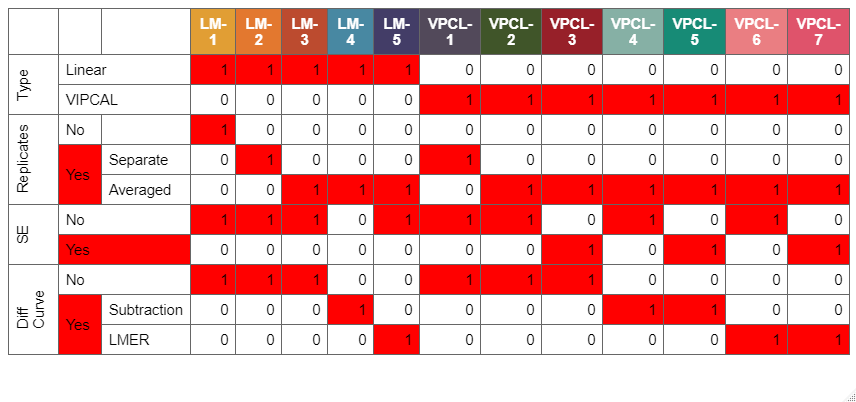 LM-1 LM-2 LM-3 LM-4 LM-5 VPCL-1 VPCL-2 VPCL-3 VPCL-4 VPCL-5 VPCL-6 VPCL-7
Type Linear 1 1 1 1 1 0 0 0 0 0 0 0
VIPCAL 0 0 0 0 0 1 1 1 1 1 1 1
Replicates No 1 0 0 0 0 0 0 0 0 0 0 0
Yes Separate 0 1 0 0 0 1 0 0 0 0 0 0
Averaged 0 0 1 1 1 0 1 1 1 1 1 1
SE No 1 1 1 0 1 1 1 0 1 0 1 0
Yes 0 0 0 0 0 0 0 1 0 1 0 1
Diff Curve No 1 1 1 0 0 1 1 1 0 0 0 0
Yes Subtraction 0 0 0 1 0 0 0 0 1 1 0 0
LMER 0 0 0 0 1 0 0 0 0 0 1 1